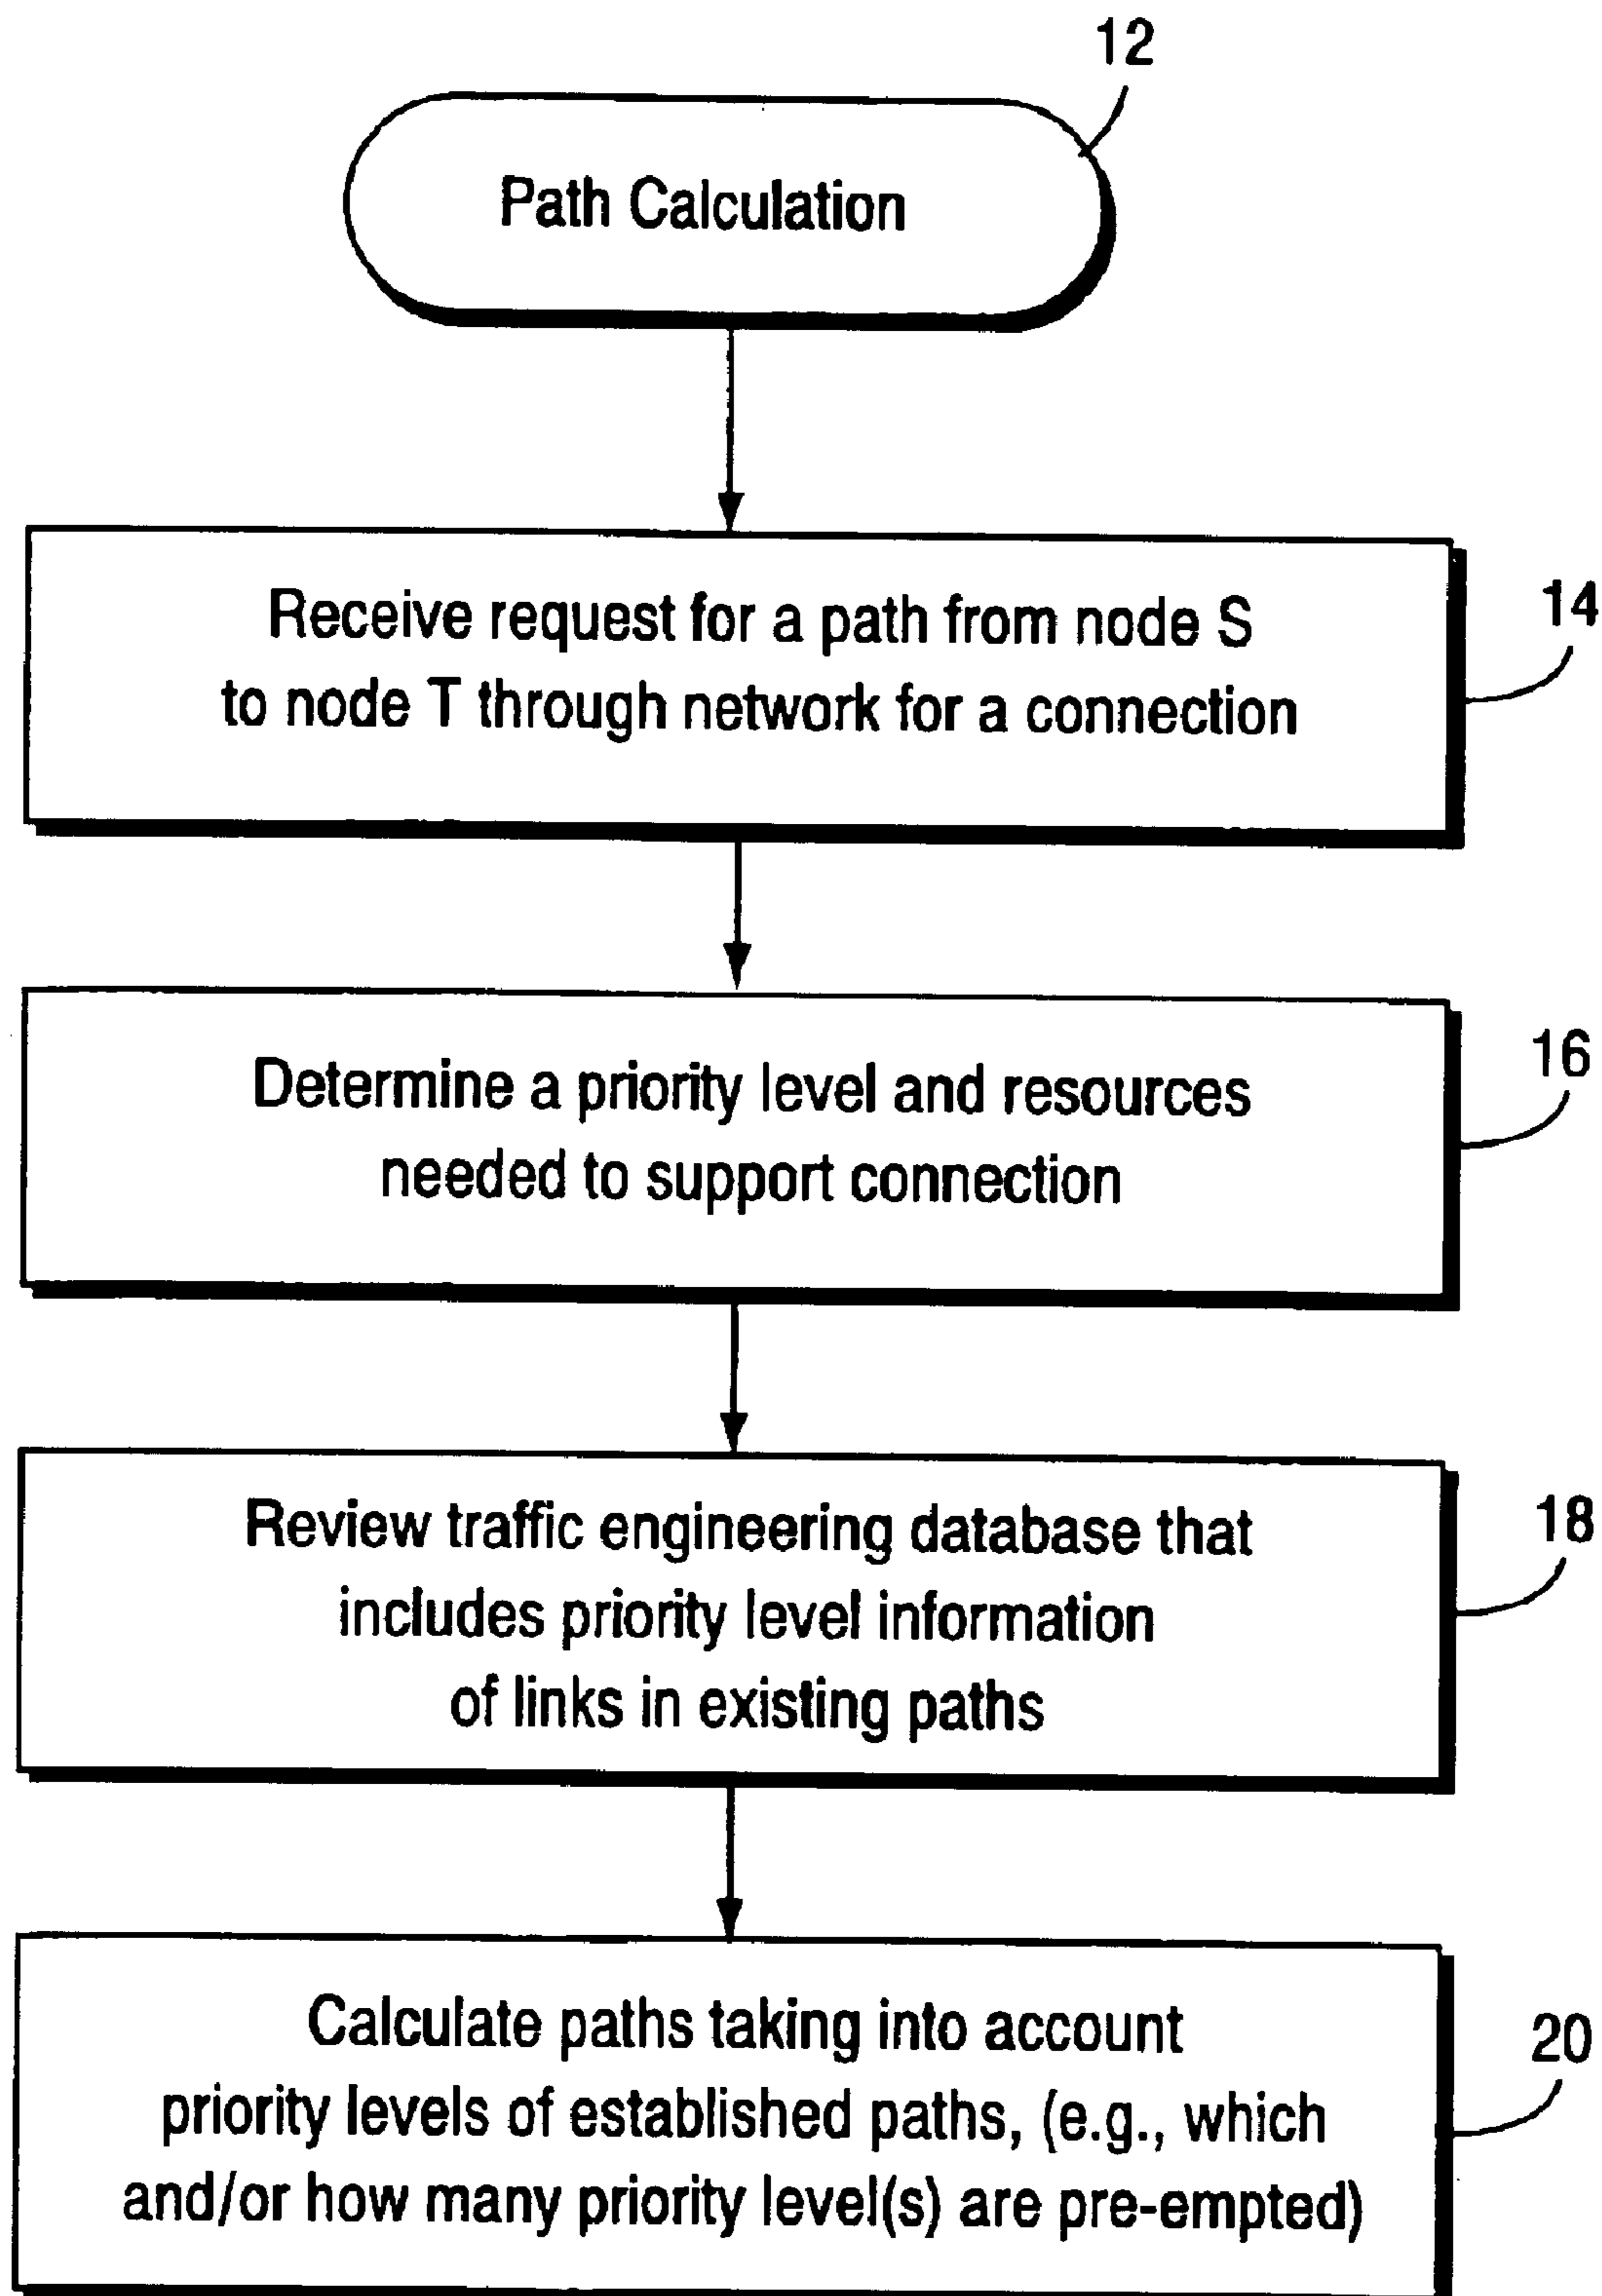 12
Path Calculation
Receive request for a path from node S
to node T through network for a connection
14
Determine a priority level and resources
needed to support connection
16
Review traffic engineering database that
includes priority level information
of links in existing paths
18
Calculate paths taking into account
priority levels of established paths, (e.g., which
and/or how many priority level(s) are pre-empted)
20